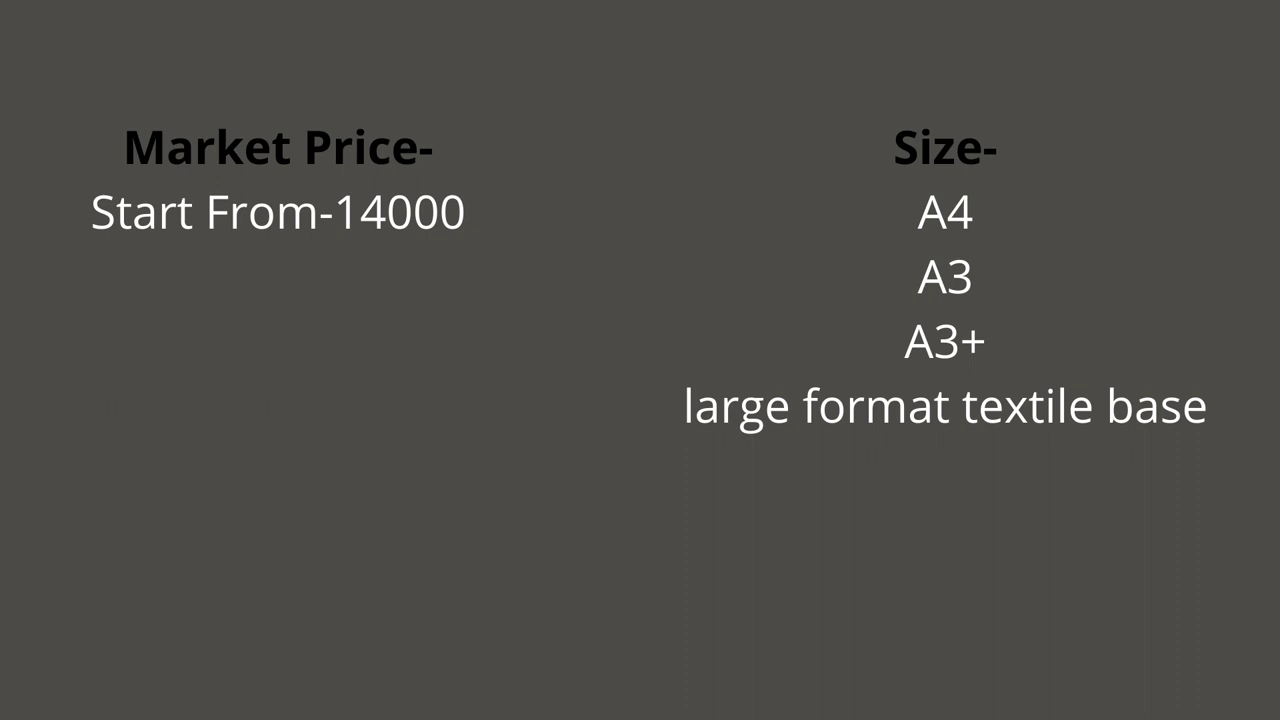 Market Price-
Start From-14000
Size-
A4
A3
A3+
large format textile base